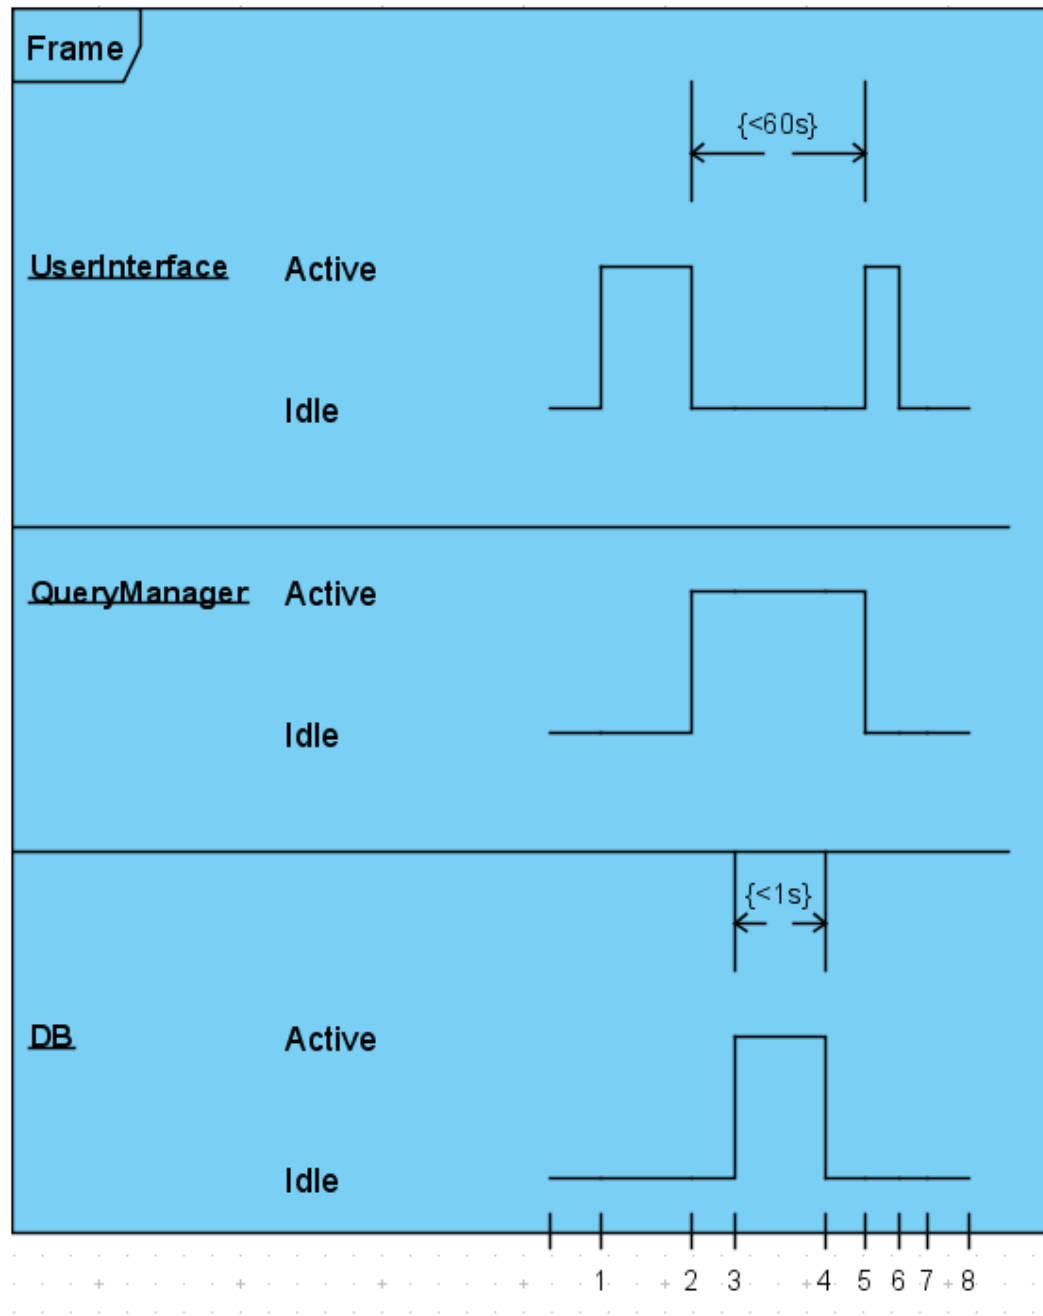 Frame
{<60s}
UserInterface
Active
Idle
QueryManager
Active
Idle
{<1s}
DB
Active
Idle
1 2 3 4 5 6 7 8